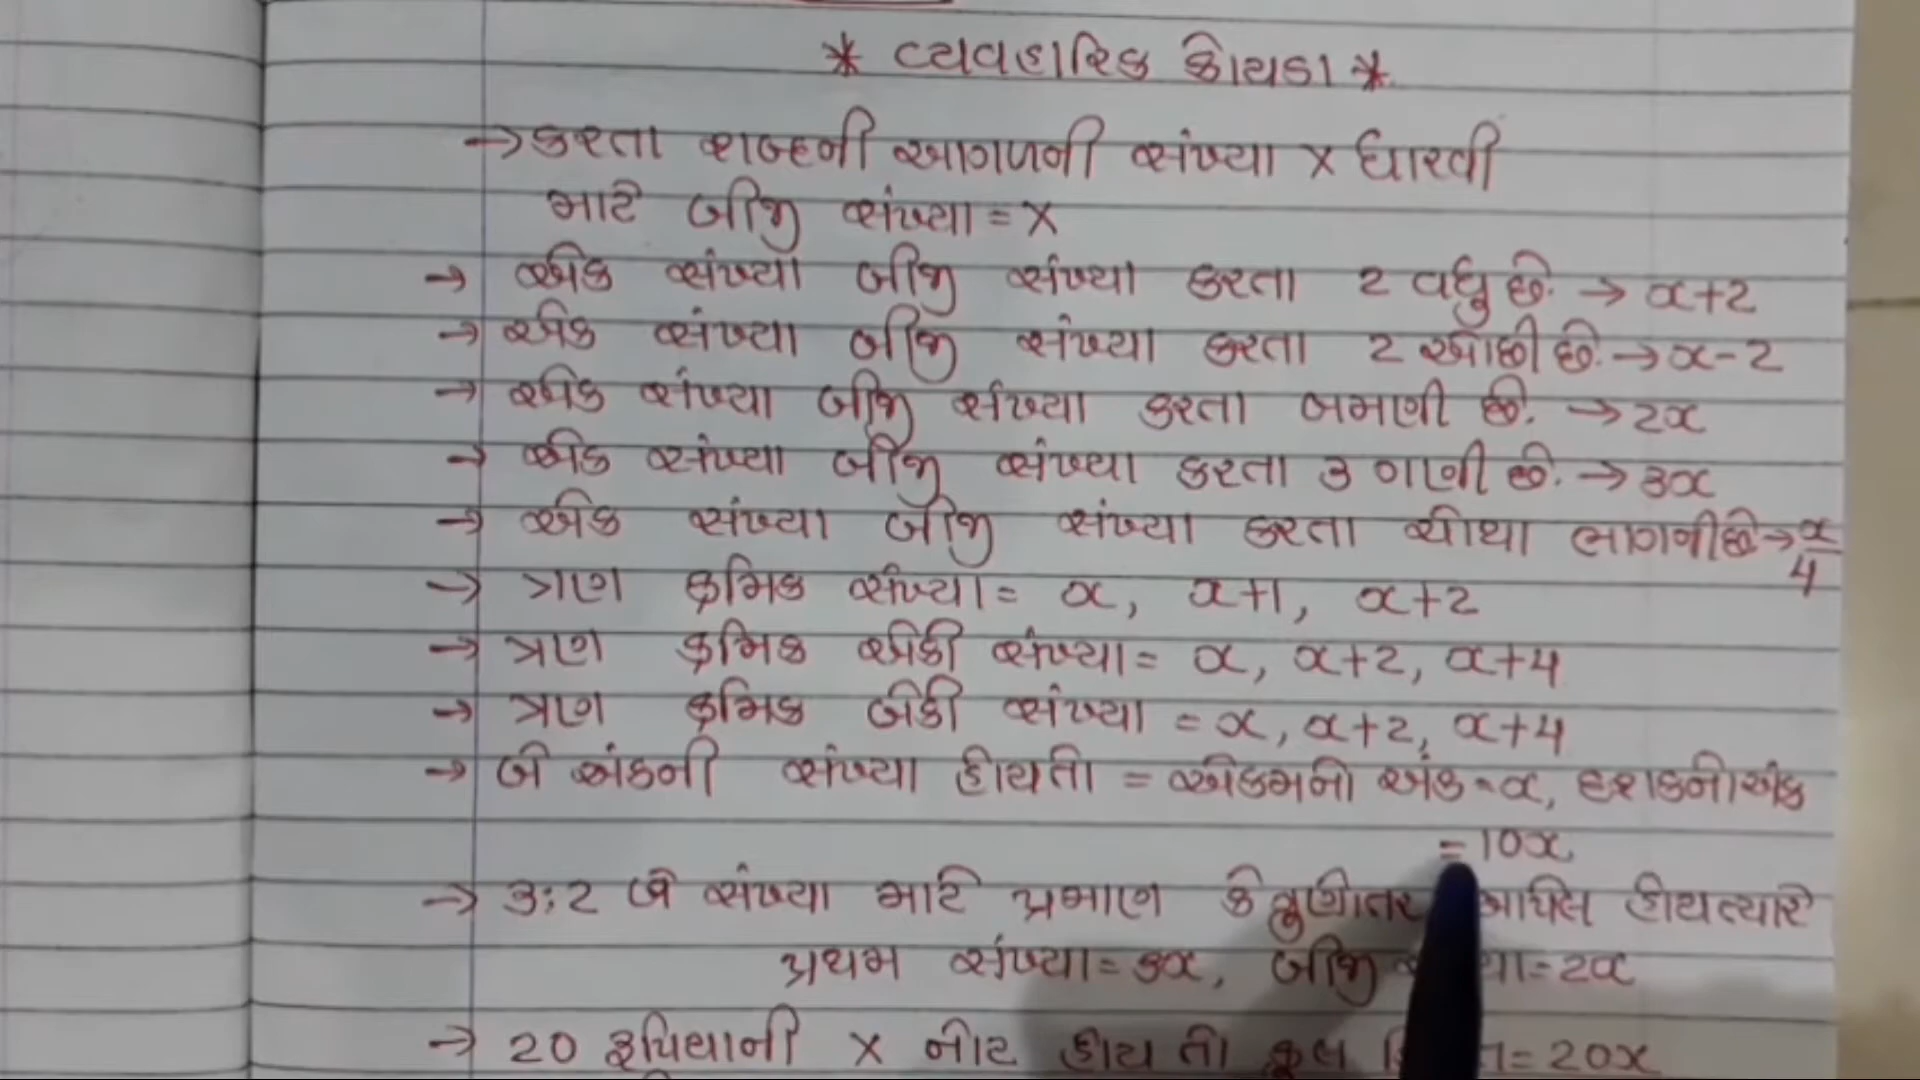 * વ્યવહારિક કોયડા *
→ કરતા શબ્દની આગળની સંખ્યા x ધારવી
માટે બીજી સંખ્યા = x
→ એક સંખ્યા બીજી સંખ્યા કરતા 2 વધુ છે. → x+2
→ એક સંખ્યા બીજી સંખ્યા કરતા 2 ઓછી છે. → x-2
→ એક સંખ્યા બીજી સંખ્યા કરતા બમણી છે. → 2x
→ એક સંખ્યા બીજી સંખ્યા કરતા 3 ગણી છે. → 3x
→ એક સંખ્યા બીજી સંખ્યા કરતા ચોથા ભાગની છે → x/4
→ ત્રણ ક્રમિક સંખ્યા = x, x+1, x+2
→ ત્રણ ક્રમિક એકી સંખ્યા = x, x+2, x+4
→ ત્રણ ક્રમિક બેકી સંખ્યા = x, x+2, x+4
→ બે અંકની સંખ્યા હોય તો = એકમનો અંક = x, દશકનો અંક
= 10x
→ 3:2 બે સંખ્યા માટે પ્રમાણ કે ગુણોત્તર આપેલ હોય ત્યારે
પ્રથમ સંખ્યા = 3x, બીજી = 2x
→ 20 રૂપિયાની x નોટ હોય તો કુલ = 20x